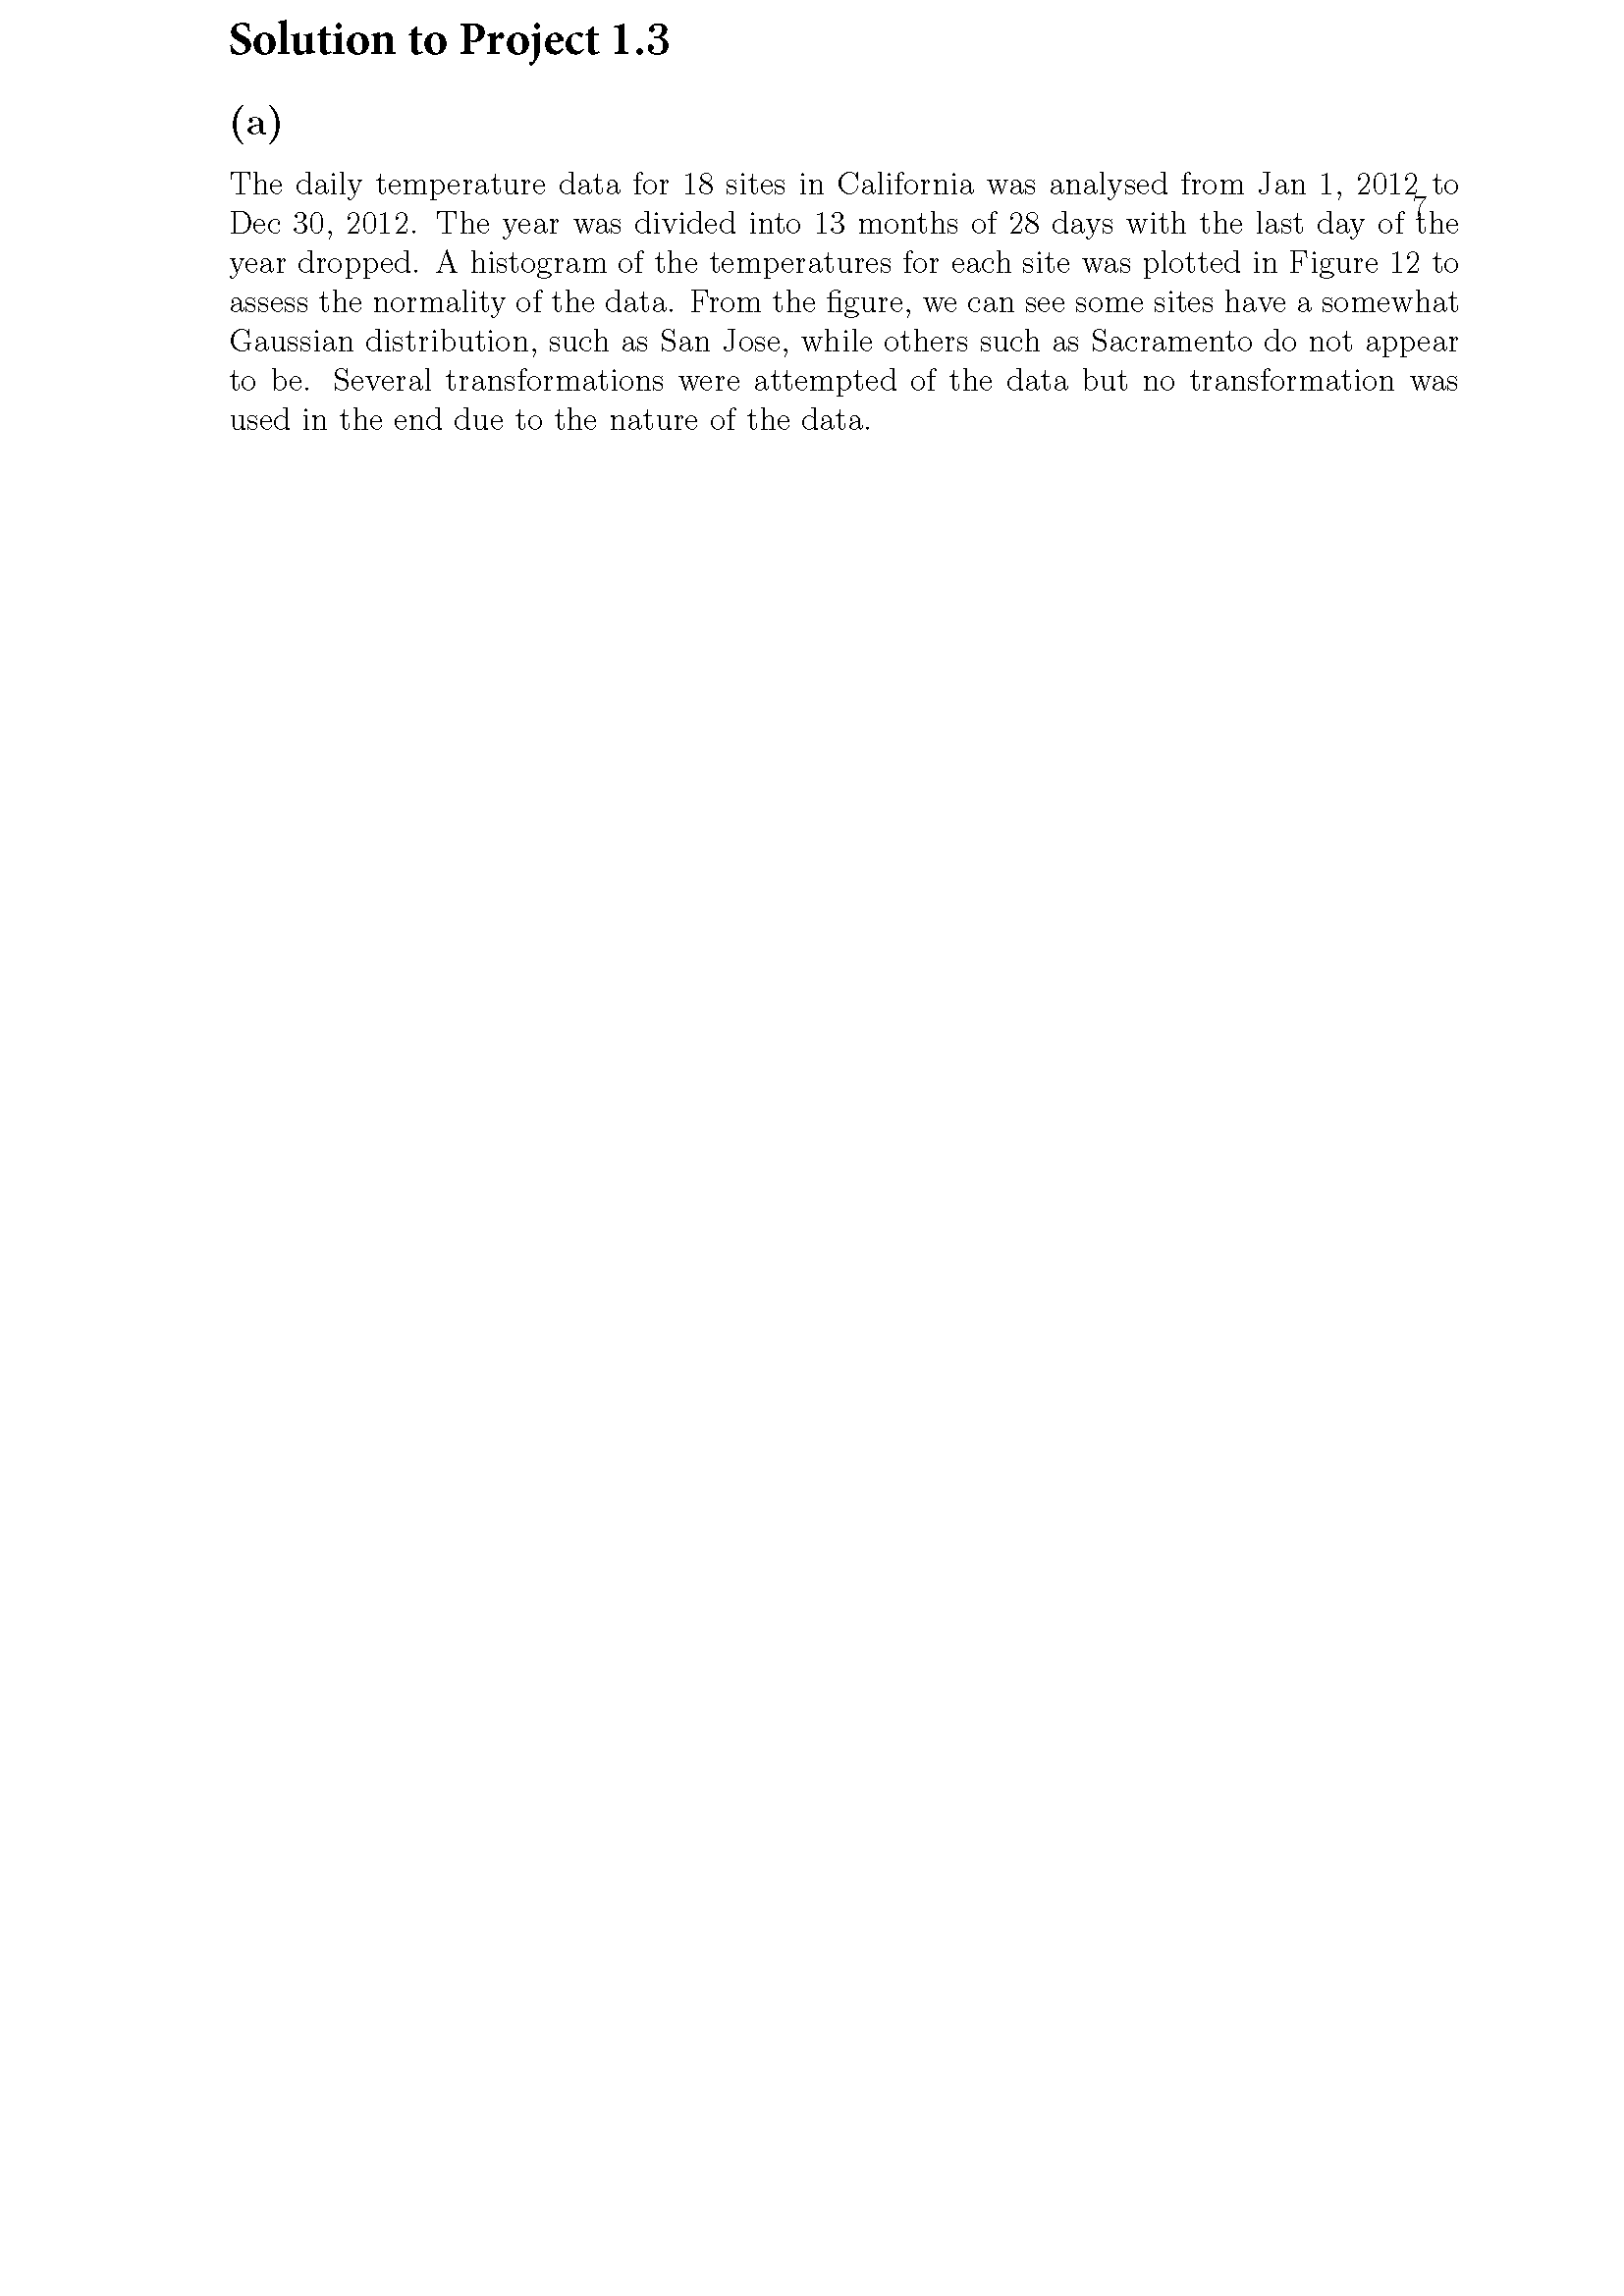 Solution to Project 1.3
(a)
The daily temperature data for 18 sites in California was analysed from Jan 1, 2012 to
7
Dec 30, 2012. The year was divided into 13 months of 28 days with the last day of the
year dropped. A histogram of the temperatures for each site was plotted in Figure 12 to
assess the normality of the data. From the figure, we can see some sites have a somewhat
Gaussian distribution, such as San Jose, while others such as Sacramento do not appear
to be. Several transformations were attempted of the data but no transformation was
used in the end due to the nature of the data.